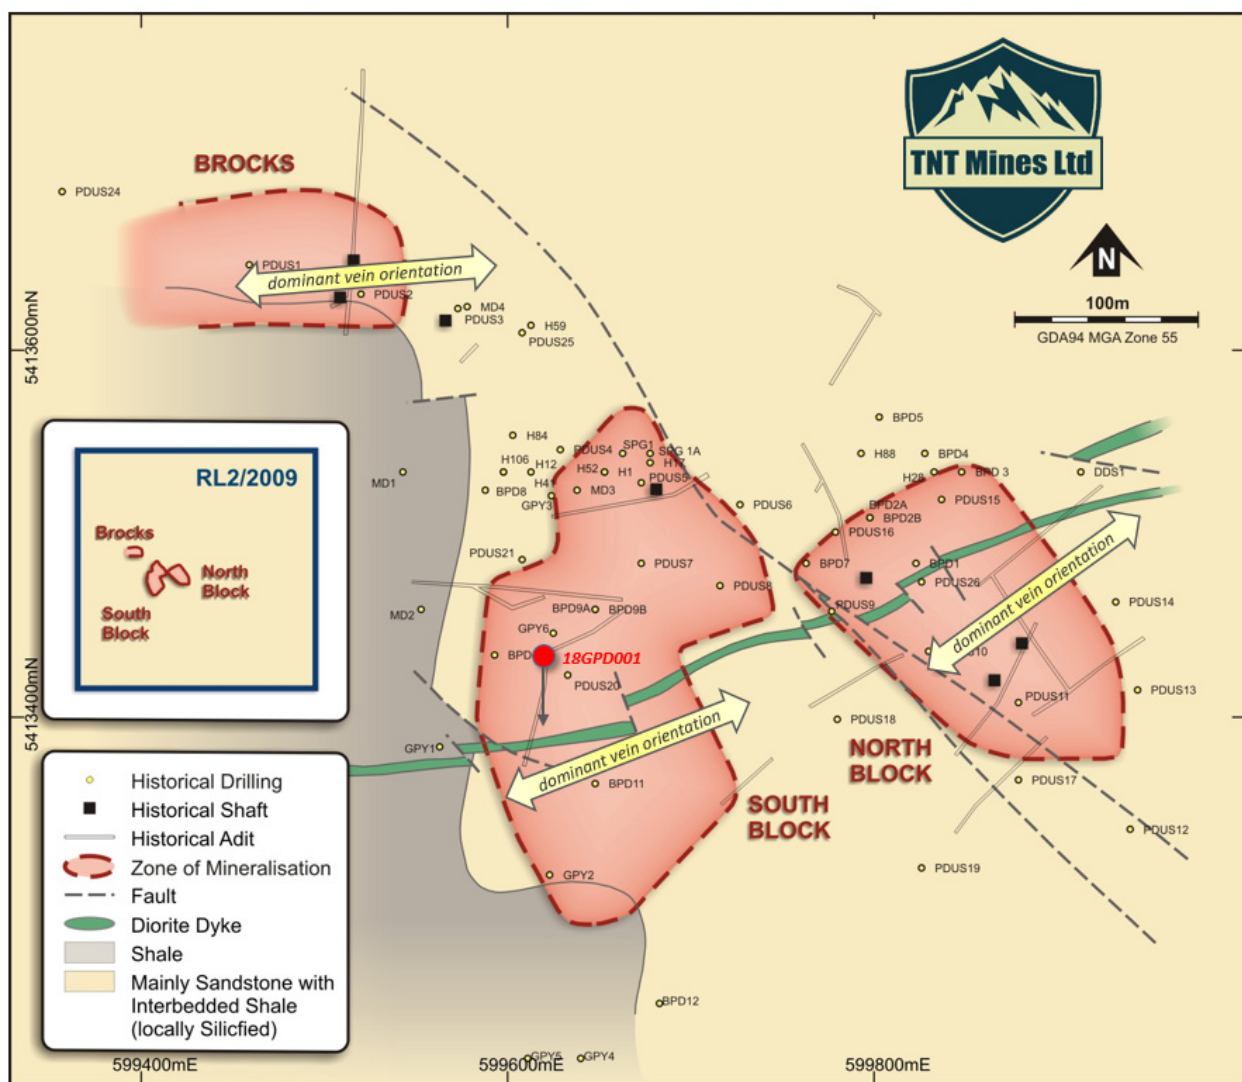 TNT Mines Ltd
BROCKS
PDUS24
N
100m
GDA94 MGA Zone 55
PDUS1
dominant vein orientation
PDUS2
MD4
PDUS3
H59
PDUS25
5413600mN
BPD5
H84
PDUS4
SPG1
SPG 1A
H88
BPD4
H106
H12
H52
H1
H17
MD1
H28
BPD 3
DDS1
H41
PDUS5
BPD8
MD3
GPY3
PDUS6
PDUS15
BPD2A
BPD2B
PDUS16
PDUS21
PDUS7
BPD7
BPD1
PDUS8
PDUS26
MD2
BPD9A
BPD9B
PDUS9
PDUS14
GPY6
BPD
18GPD001
PDUS20
dominant vein orientation
PDUS11
PDUS13
5413400mN
PDUS18
GPY1
dominant vein orientation
NORTH
BLOCK
BPD11
PDUS17
SOUTH
BLOCK
PDUS12
GPY2
PDUS19
BPD12
GPY5
GPY4
599400mE
599600mE
599800mE
RL2/2009
Brocks
North
Block
South
Block
Historical Drilling
Historical Shaft
Historical Adit
Zone of Mineralisation
Fault
Diorite Dyke
Shale
Mainly Sandstone with
Interbedded Shale
(locally Silicfied)